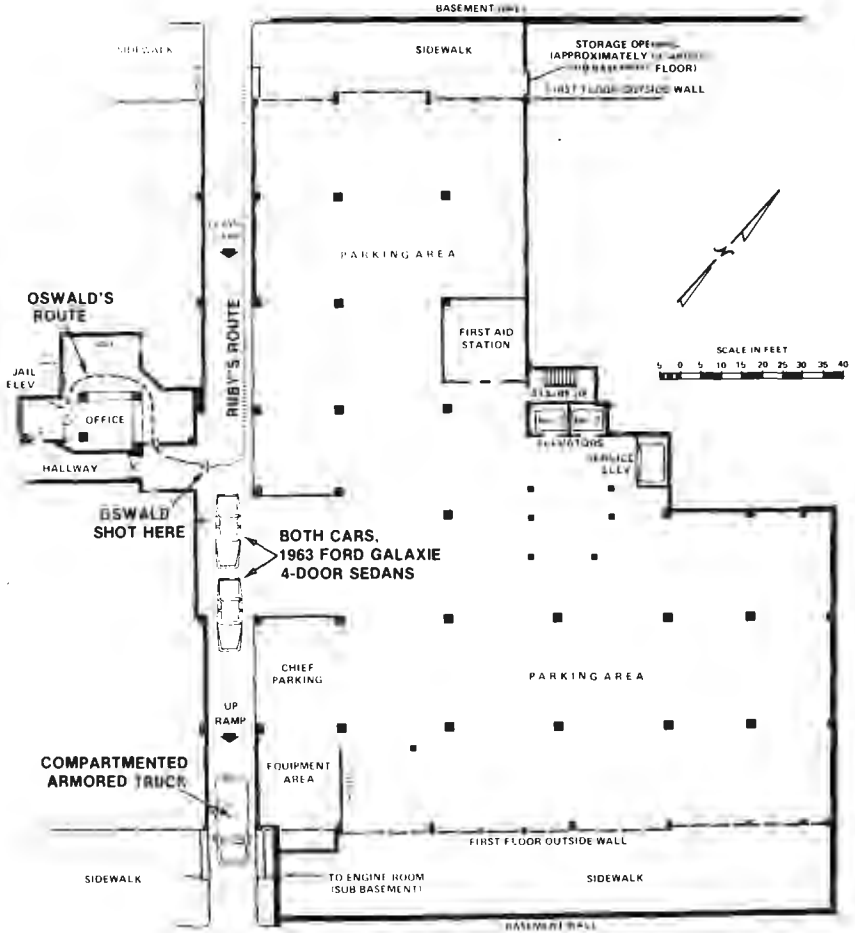 BASEMENT
SIDEWALK
SIDEWALK
STORAGE
(APPROXIMATELY
FLOOR)
FIRST FLOOR OUTSIDE WALL
PARKING AREA
RUBY'S ROUTE
OSWALD'S
ROUTE
JAIL
ELEV
OFFICE
HALLWAY
FIRST AID
STATION
SCALE IN FEET
5 0 5 10 15 20 25 30 35 40
ELEVATORS
SERVICE
ELEV
OSWALD
SHOT HERE
BOTH CARS,
1963 FORD GALAXIE
4-DOOR SEDANS
CHIEF
PARKING
PARKING AREA
UP
RAMP
COMPARTMENTED
ARMORED TRUCK
EQUIPMENT
AREA
FIRST FLOOR OUTSIDE WALL
SIDEWALK
TO ENGINE ROOM
(SUB BASEMENT)
SIDEWALK
BASEMENT WALL